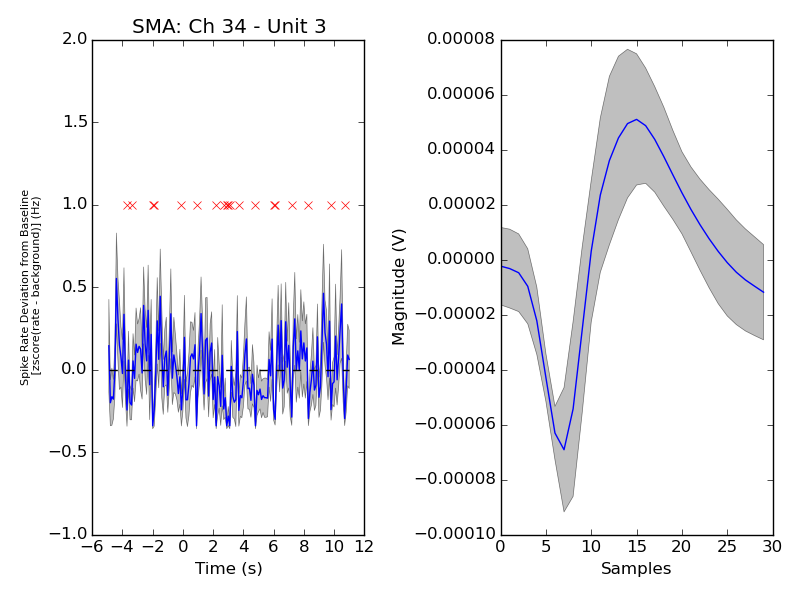 SMA: Ch 34 - Unit 3
2.0
1.5
1.0
0.5
0.0
−0.5
−1.0
−6 −4 −2 0 2 4 6 8 10 12
Time (s)
Spike Rate Deviation from Baseline
[zscore(rate - background)] (Hz)
0.00008
0.00006
0.00004
0.00002
0.00000
−0.00002
−0.00004
−0.00006
−0.00008
−0.00010
0 5 10 15 20 25 30
Samples
Magnitude (V)